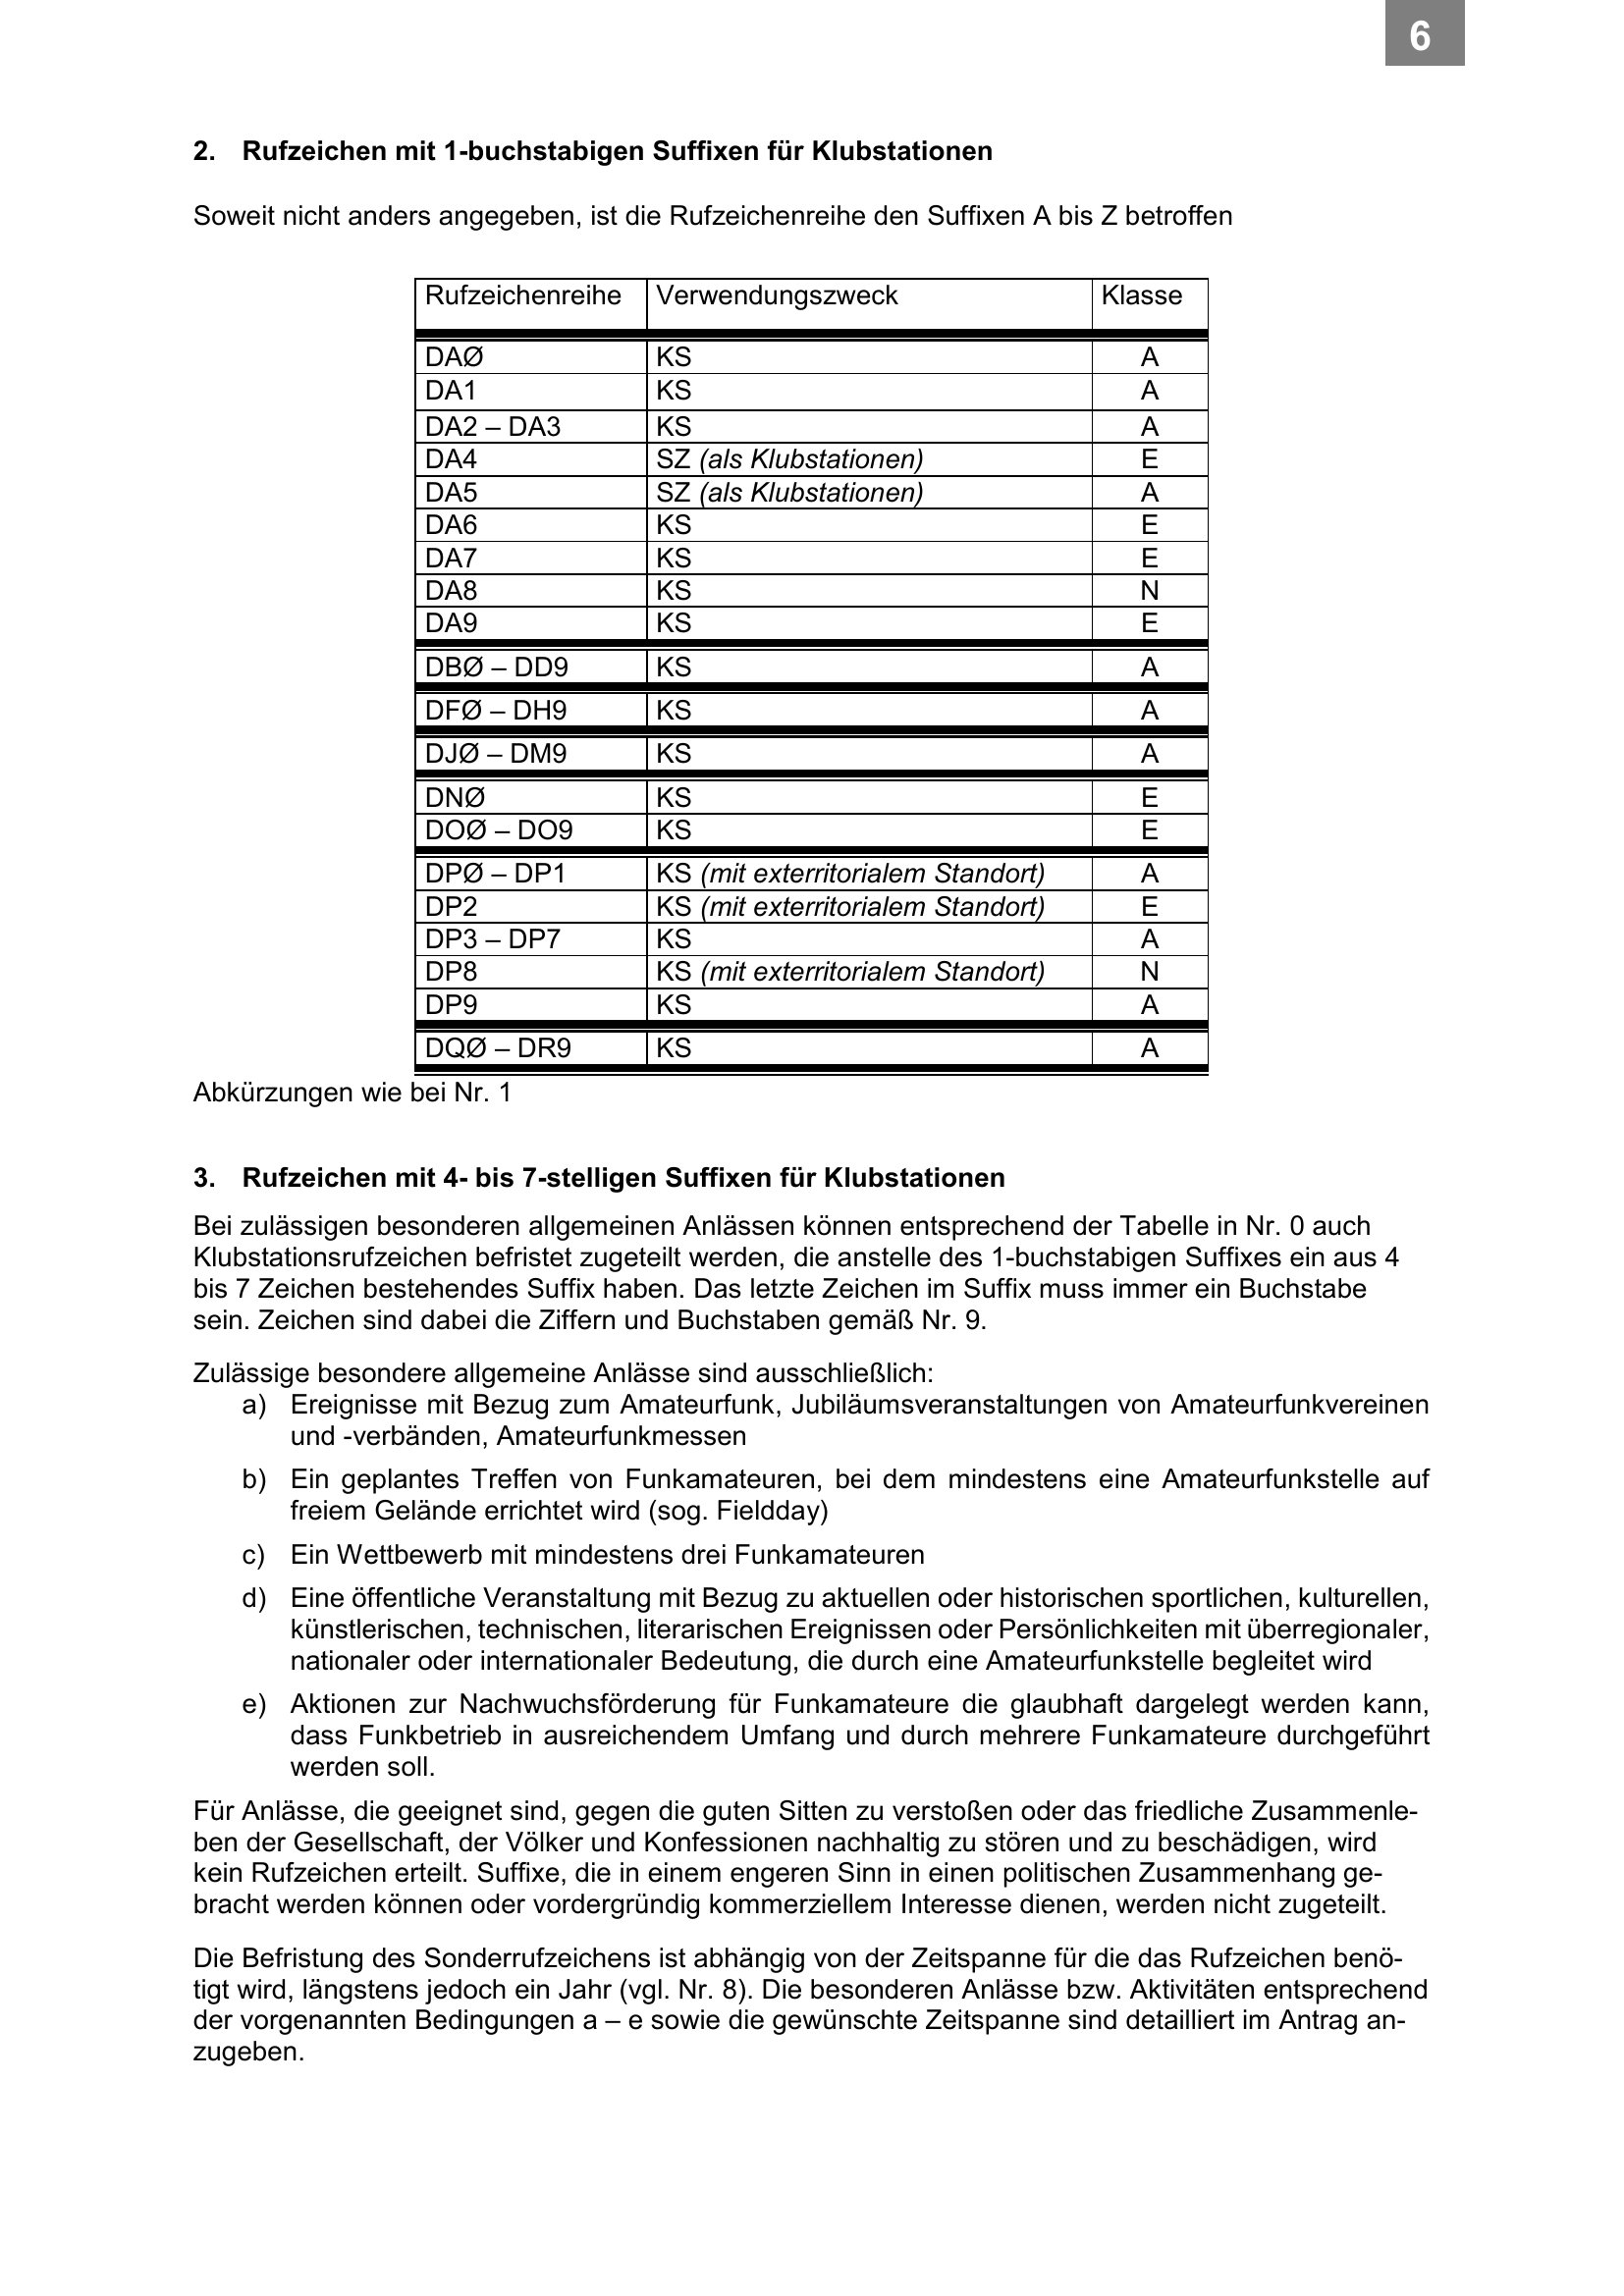 6
2. Rufzeichen mit 1-buchstabigen Suffixen für Klubstationen
Soweit nicht anders angegeben, ist die Rufzeichenreihe den Suffixen A bis Z betroffen
Rufzeichenreihe Verwendungszweck Klasse
DAØ KS A
DA1 KS A
DA2 – DA3 KS A
DA4 SZ (als Klubstationen) E
DA5 SZ (als Klubstationen) A
DA6 KS E
DA7 KS E
DA8 KS N
DA9 KS E
DBØ – DD9 KS A
DFØ – DH9 KS A
DJØ – DM9 KS A
DNØ KS E
DOØ – DO9 KS E
DPØ – DP1 KS (mit exterritorialem Standort) A
DP2 KS (mit exterritorialem Standort) E
DP3 – DP7 KS A
DP8 KS (mit exterritorialem Standort) N
DP9 KS A
DQØ – DR9 KS A
Abkürzungen wie bei Nr. 1
3. Rufzeichen mit 4- bis 7-stelligen Suffixen für Klubstationen
Bei zulässigen besonderen allgemeinen Anlässen können entsprechend der Tabelle in Nr. 0 auch
Klubstationsrufzeichen befristet zugeteilt werden, die anstelle des 1-buchstabigen Suffixes ein aus 4
bis 7 Zeichen bestehendes Suffix haben. Das letzte Zeichen im Suffix muss immer ein Buchstabe
sein. Zeichen sind dabei die Ziffern und Buchstaben gemäß Nr. 9.
Zulässige besondere allgemeine Anlässe sind ausschließlich:
a) Ereignisse mit Bezug zum Amateurfunk, Jubiläumsveranstaltungen von Amateurfunkvereinen
und -verbänden, Amateurfunkmessen
b) Ein geplantes Treffen von Funkamateuren, bei dem mindestens eine Amateurfunkstelle auf
freiem Gelände errichtet wird (sog. Fieldday)
c) Ein Wettbewerb mit mindestens drei Funkamateuren
d) Eine öffentliche Veranstaltung mit Bezug zu aktuellen oder historischen sportlichen, kulturellen,
künstlerischen, technischen, literarischen Ereignissen oder Persönlichkeiten mit überregionaler,
nationaler oder internationaler Bedeutung, die durch eine Amateurfunkstelle begleitet wird
e) Aktionen zur Nachwuchsförderung für Funkamateure die glaubhaft dargelegt werden kann,
dass Funkbetrieb in ausreichendem Umfang und durch mehrere Funkamateure durchgeführt
werden soll.
Für Anlässe, die geeignet sind, gegen die guten Sitten zu verstoßen oder das friedliche Zusammenle-
ben der Gesellschaft, der Völker und Konfessionen nachhaltig zu stören und zu beschädigen, wird
kein Rufzeichen erteilt. Suffixe, die in einem engeren Sinn in einen politischen Zusammenhang ge-
bracht werden können oder vordergründig kommerziellem Interesse dienen, werden nicht zugeteilt.
Die Befristung des Sonderrufzeichens ist abhängig von der Zeitspanne für die das Rufzeichen benö-
tigt wird, längstens jedoch ein Jahr (vgl. Nr. 8). Die besonderen Anlässe bzw. Aktivitäten entsprechend
der vorgenannten Bedingungen a – e sowie die gewünschte Zeitspanne sind detailliert im Antrag an-
zugeben.